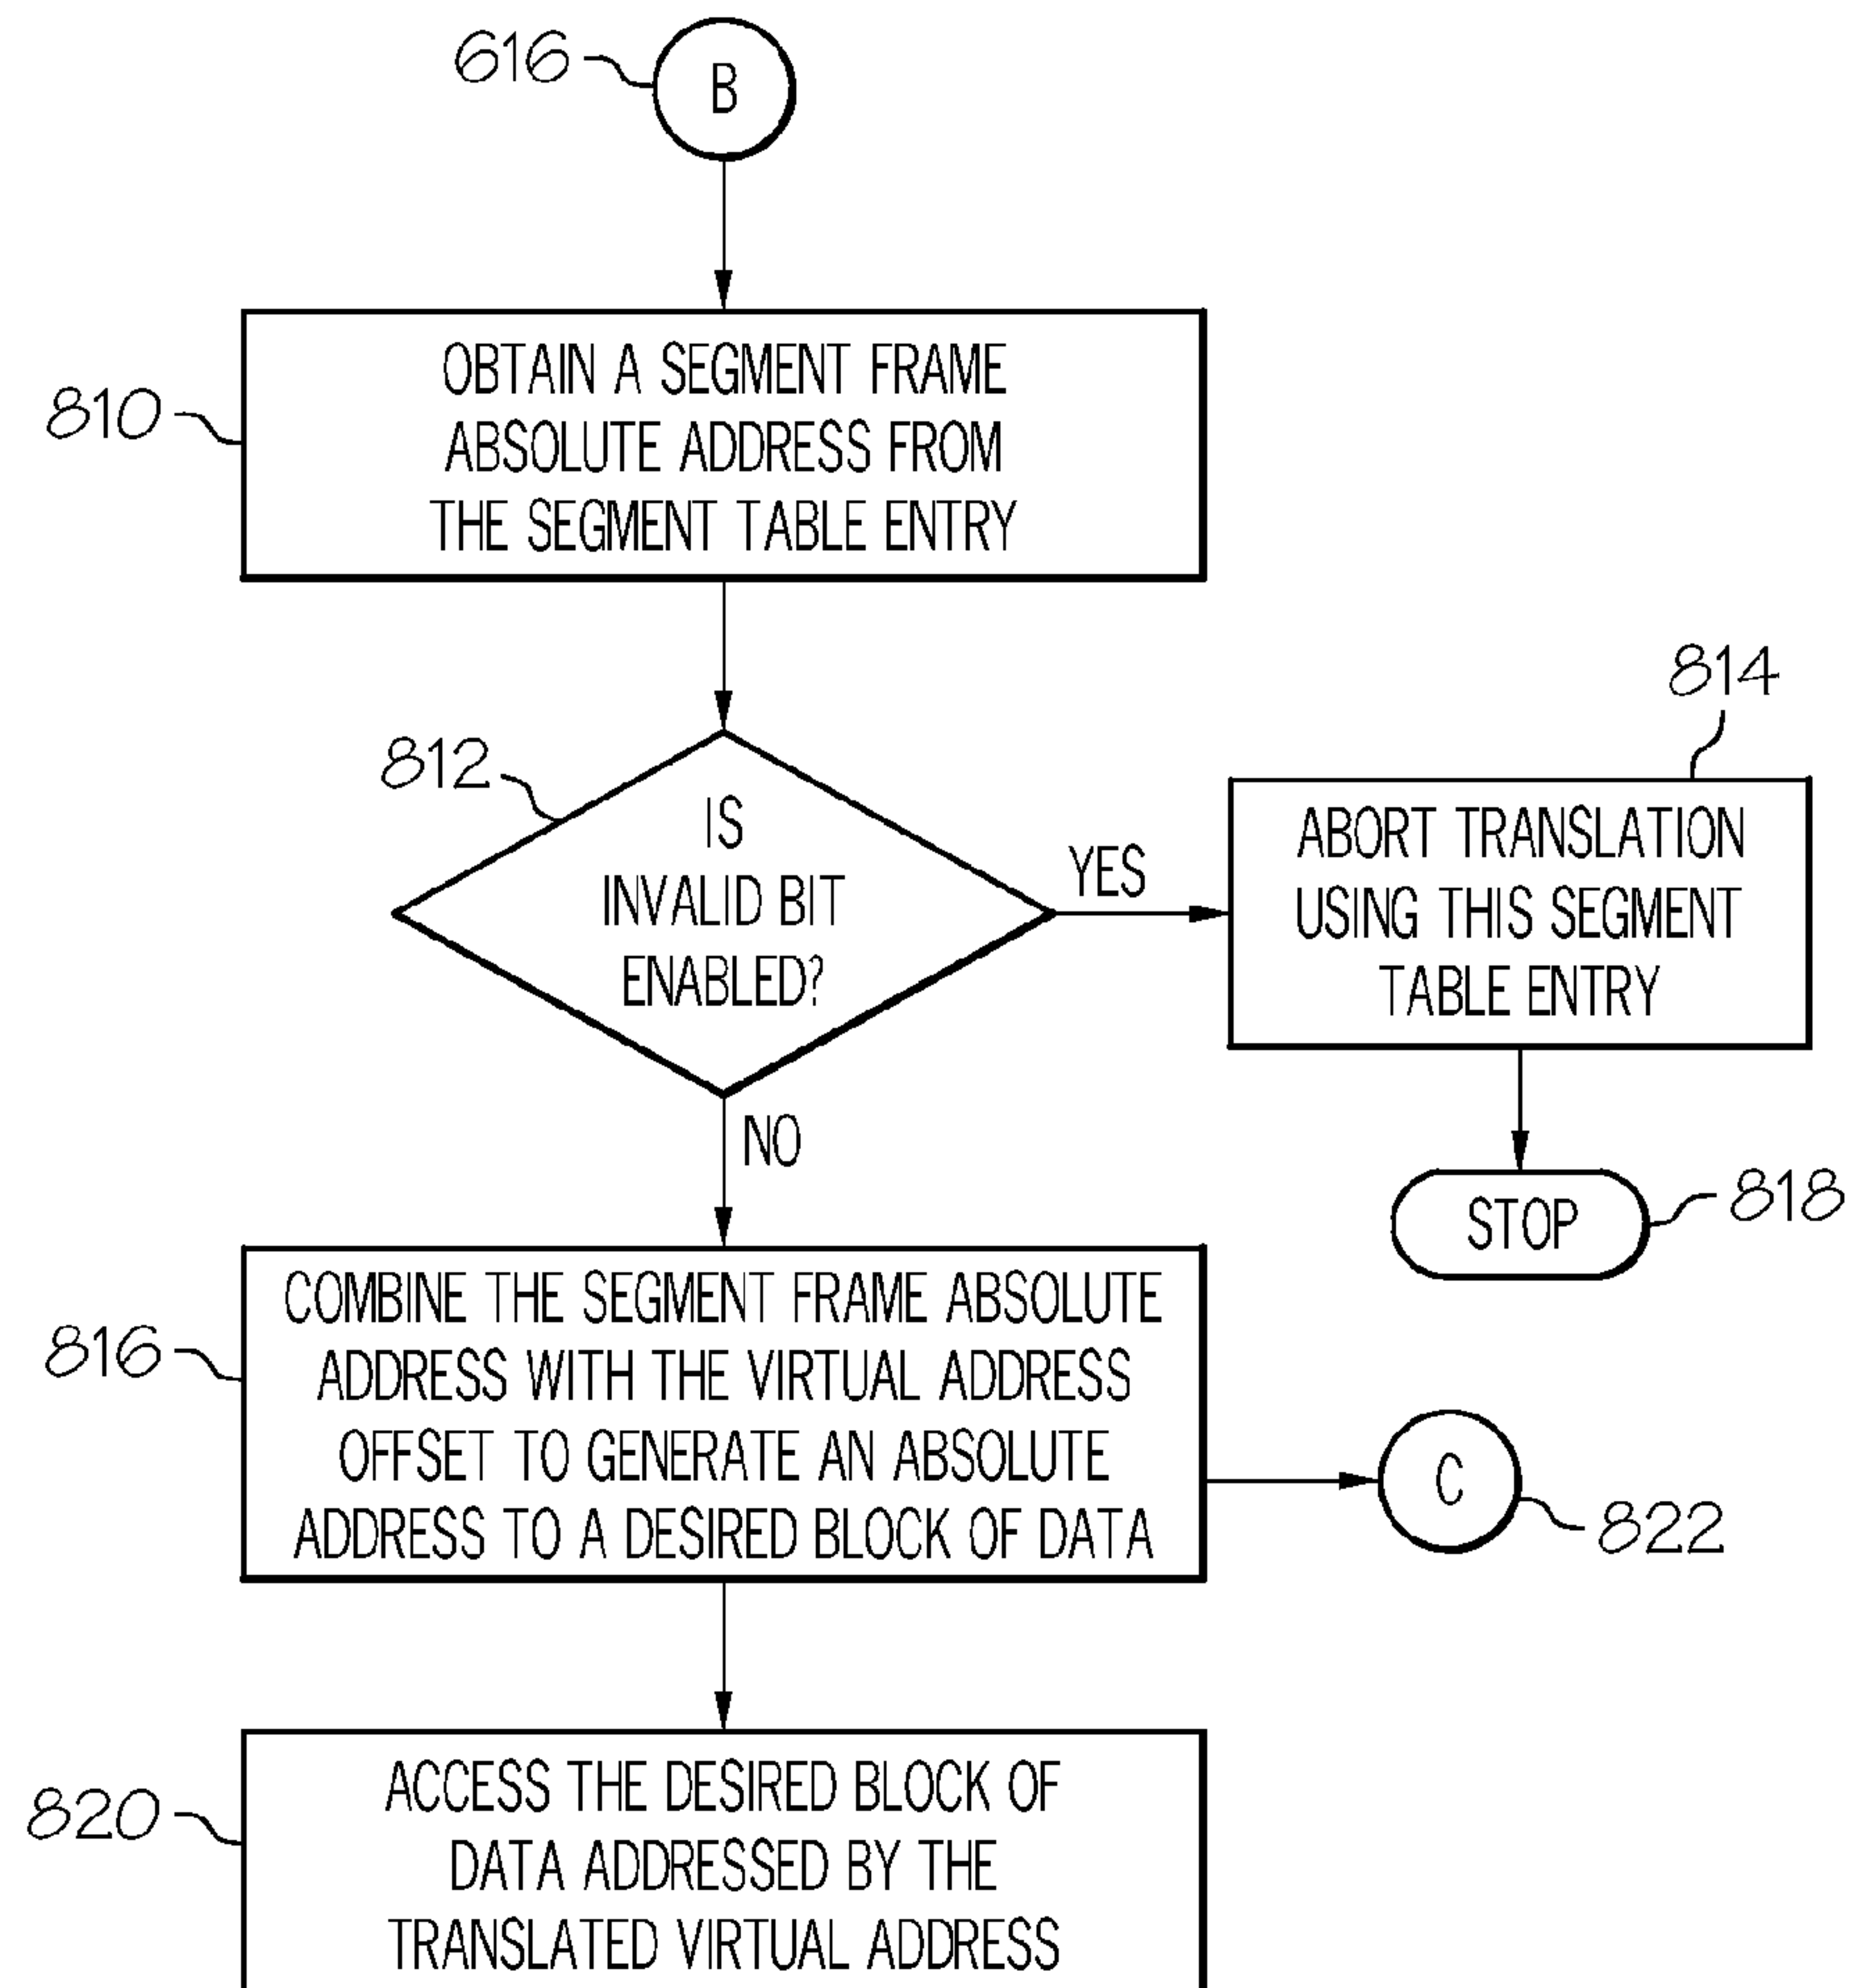 616
B
810
OBTAIN A SEGMENT FRAME
ABSOLUTE ADDRESS FROM
THE SEGMENT TABLE ENTRY
812
IS
INVALID BIT
ENABLED?
YES
814
ABORT TRANSLATION
USING THIS SEGMENT
TABLE ENTRY
STOP
818
NO
816
COMBINE THE SEGMENT FRAME ABSOLUTE
ADDRESS WITH THE VIRTUAL ADDRESS
OFFSET TO GENERATE AN ABSOLUTE
ADDRESS TO A DESIRED BLOCK OF DATA
C
822
820
ACCESS THE DESIRED BLOCK OF
DATA ADDRESSED BY THE
TRANSLATED VIRTUAL ADDRESS